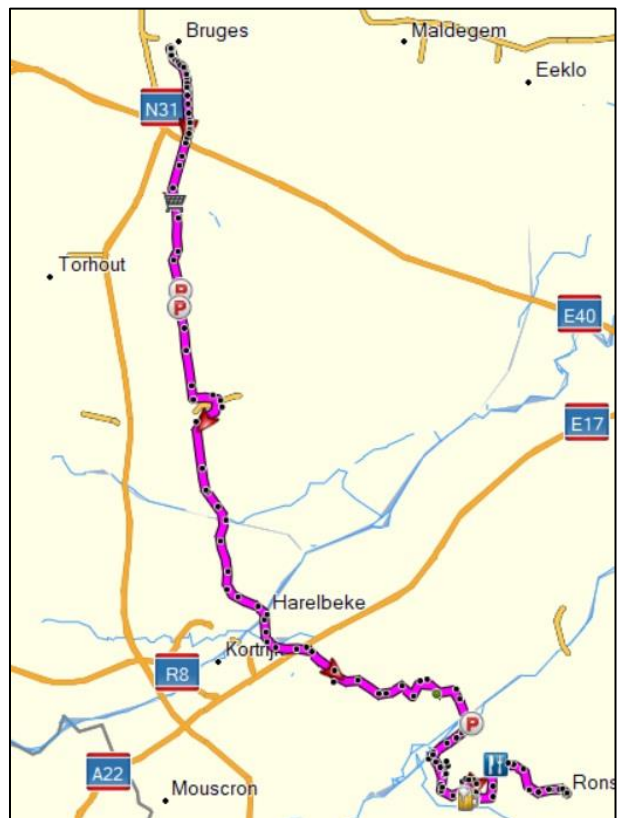 Bruges
Maldegem
Eeklo
N31
Torhout
P
P
E40
E17
Harelbeke
Kortrij
R8
P
A22
Mouscron
Rons